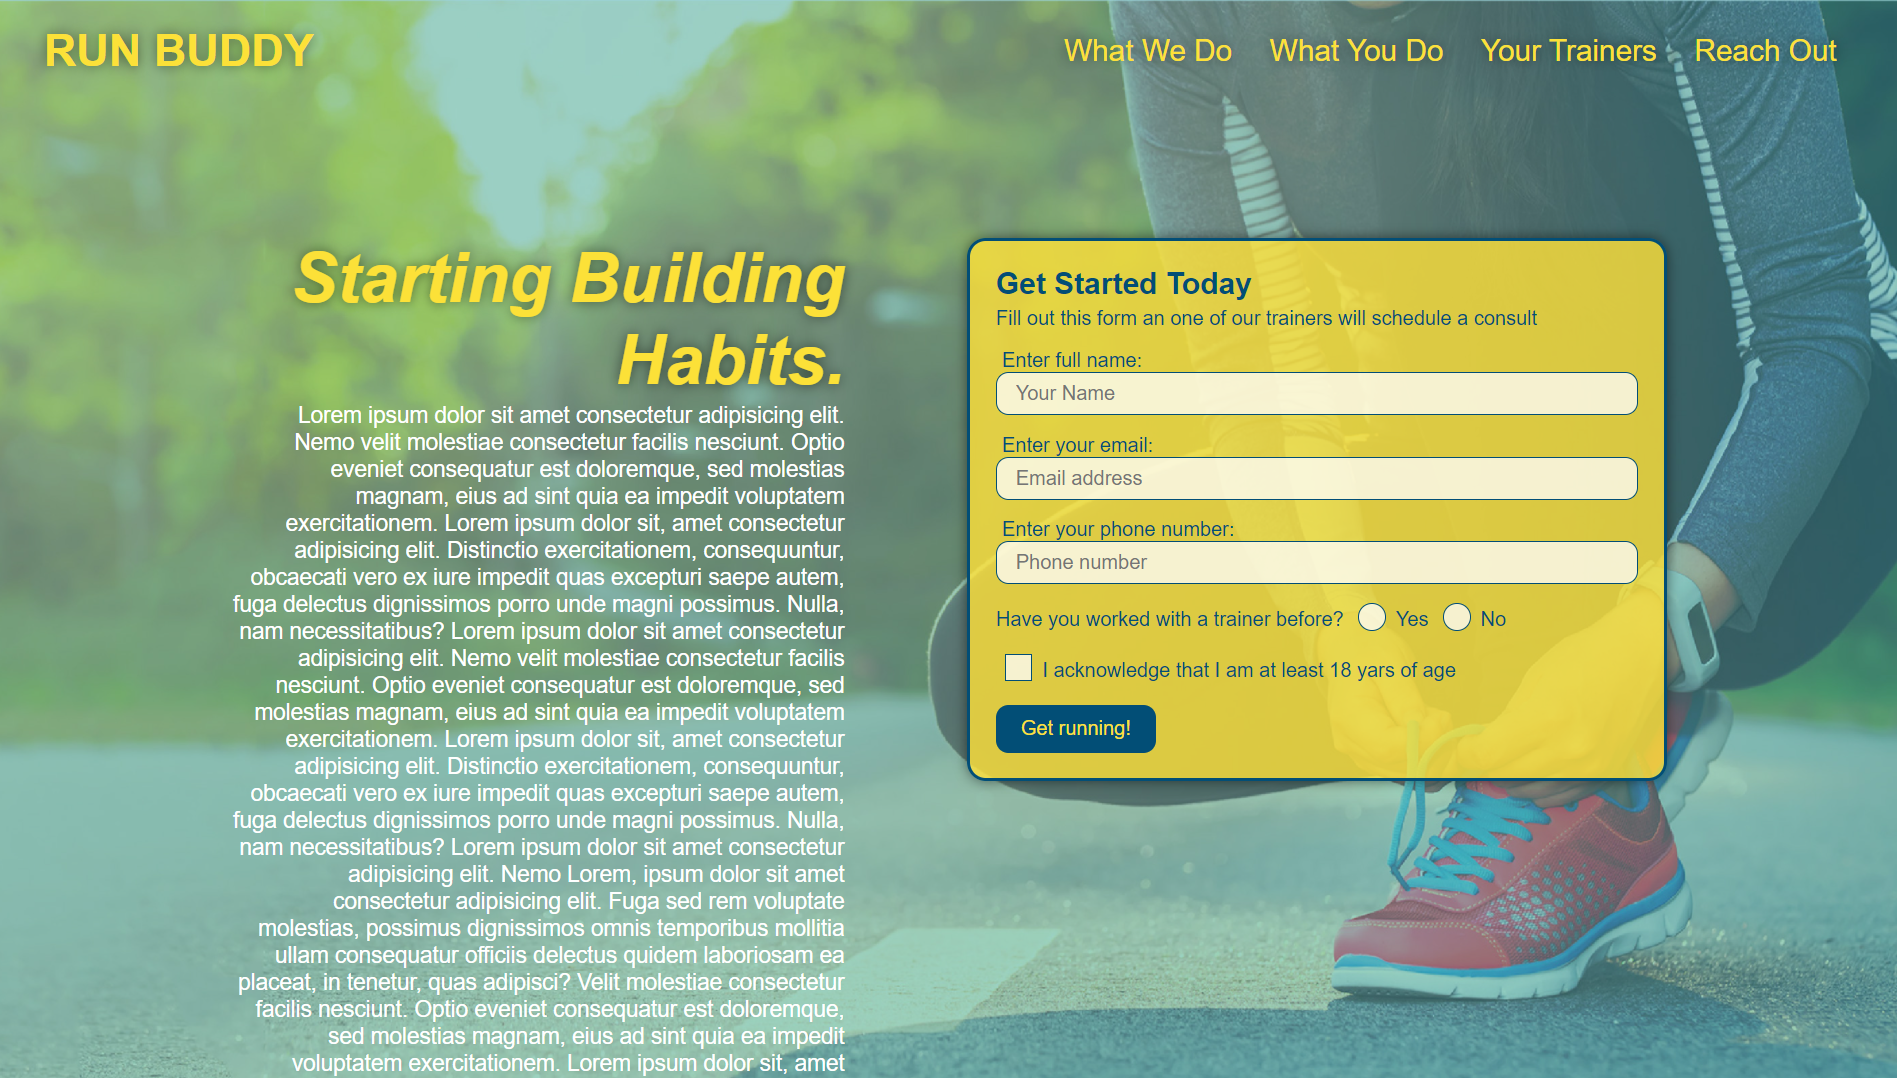 RUN BUDDY
What We Do What You Do Your Trainers Reach Out
Starting Building
Habits.
Lorem ipsum dolor sit amet consectetur adipisicing elit.
Nemo velit molestiae consectetur facilis nesciunt. Optio
eveniet consequatur est doloremque, sed molestias
magnam, eius ad sint quia ea impedit voluptatem
exercitationem. Lorem ipsum dolor sit, amet consectetur
adipisicing elit. Distinctio exercitationem, consequuntur,
obcaecati vero ex iure impedit quas excepturi saepe autem,
fuga delectus dignissimos porro unde magni possimus. Nulla,
nam necessitatibus? Lorem ipsum dolor sit amet consectetur
adipisicing elit. Nemo velit molestiae consectetur facilis
nesciunt. Optio eveniet consequatur est doloremque, sed
molestias magnam, eius ad sint quia ea impedit voluptatem
exercitationem. Lorem ipsum dolor sit, amet consectetur
adipisicing elit. Distinctio exercitationem, consequuntur,
obcaecati vero ex iure impedit quas excepturi saepe autem,
fuga delectus dignissimos porro unde magni possimus. Nulla,
nam necessitatibus? Lorem ipsum dolor sit amet consectetur
adipisicing elit. Nemo Lorem, ipsum dolor sit amet
consectetur adipisicing elit. Fuga sed rem voluptate
molestias, possimus dignissimos omnis temporibus mollitia
ullam consequatur officiis delectus quidem laboriosam ea
placeat, in tenetur, quas adipisci? Velit molestiae consectetur
facilis nesciunt. Optio eveniet consequatur est doloremque,
sed molestias magnam, eius ad sint quia ea impedit
voluptatem exercitationem. Lorem ipsum dolor sit, amet
Get Started Today
Fill out this form an one of our trainers will schedule a consult
Enter full name:
Your Name
Enter your email:
Email address
Enter your phone number:
Phone number
Have you worked with a trainer before? Yes No
I acknowledge that I am at least 18 yars of age
Get running!